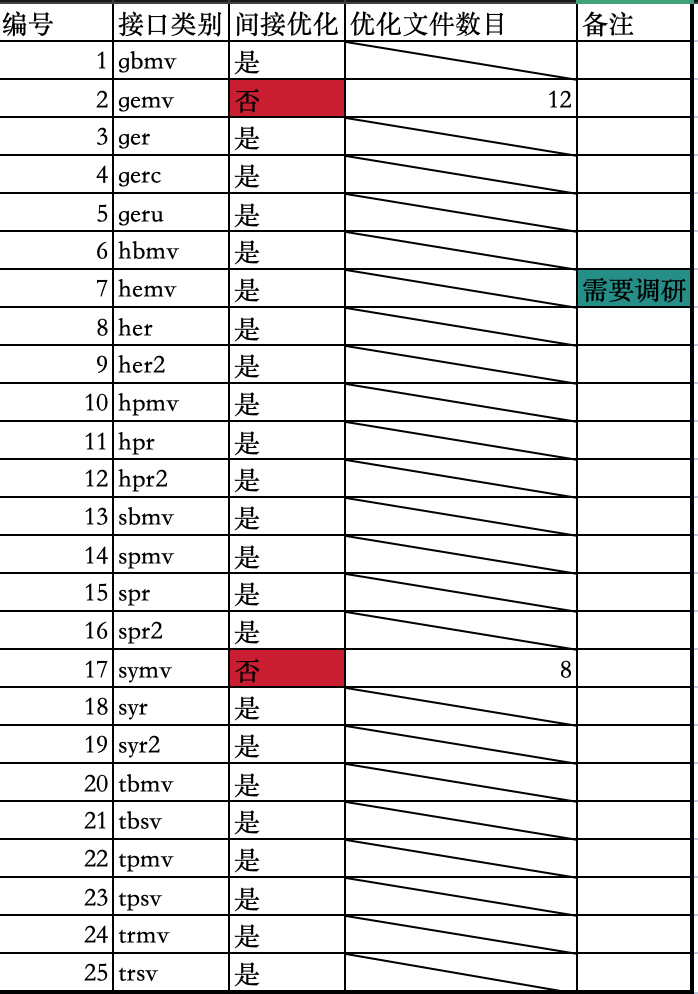 编号 接口类别 间接优化 优化文件数目 备注
1 gbmv 是
2 gemv 否 12
3 ger 是
4 gerc 是
5 geru 是
6 hbmv 是
7 hemv 是 需要调研
8 her 是
9 her2 是
10 hpmv 是
11 hpr 是
12 hpr2 是
13 sbmv 是
14 spmv 是
15 spr 是
16 spr2 是
17 symv 否 8
18 syr 是
19 syr2 是
20 tbmv 是
21 tbsv 是
22 tpmv 是
23 tpsv 是
24 trmv 是
25 trsv 是